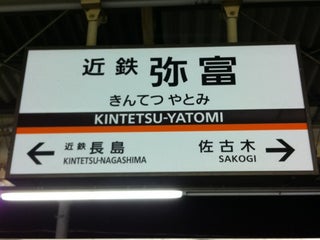 近鉄 弥富
きんてつ やとみ
KINTETSU-YATOMI
近鉄 長島 佐古木
KINTETSU-NAGASHIMA SAKOGI